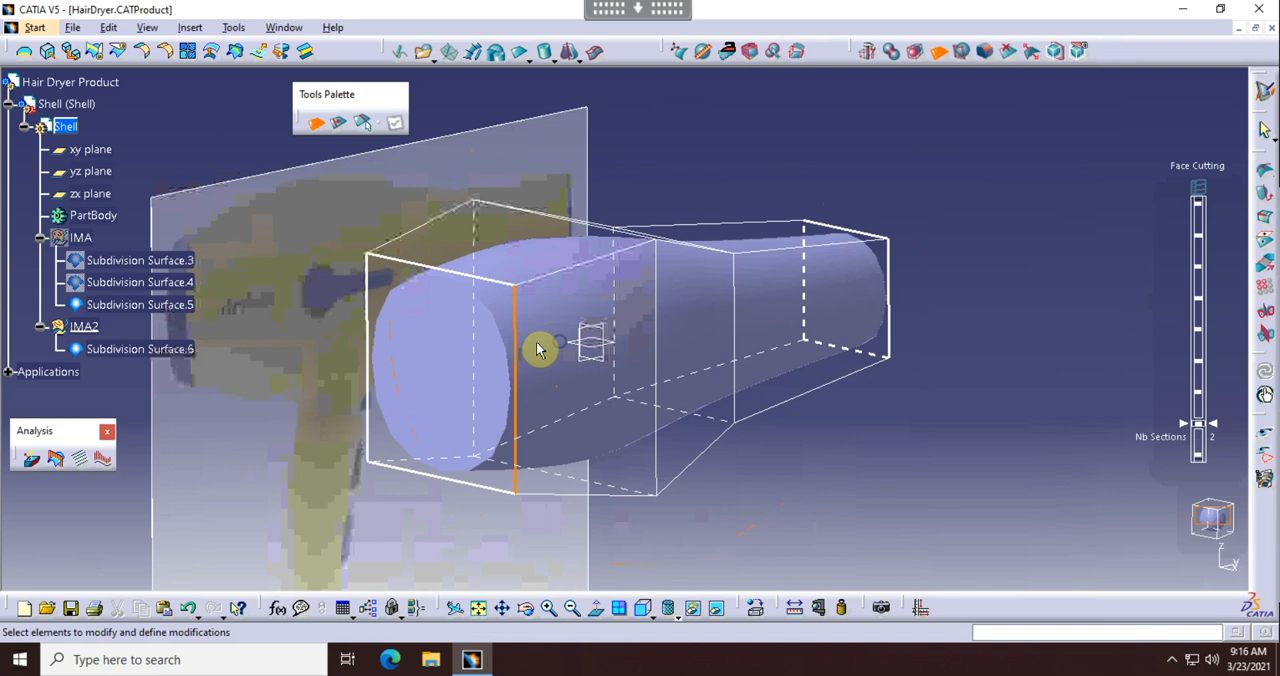 CATIA V5 - [HairDryer.CATProduct]
Start File Edit View Insert Tools Window Help
Hair Dryer Product
Shell (Shell)
Shell
xy plane
yz plane
zx plane
PartBody
IMA
Subdivision Surface.3
Subdivision Surface.4
Subdivision Surface.5
IMA2
Subdivision Surface.6
Applications
Tools Palette
Analysis
Face Cutting
Nb Sections 2
z
y
f(x)
CATIA
Select elements to modify and define modifications
Type here to search
9:16 AM
3/23/2021